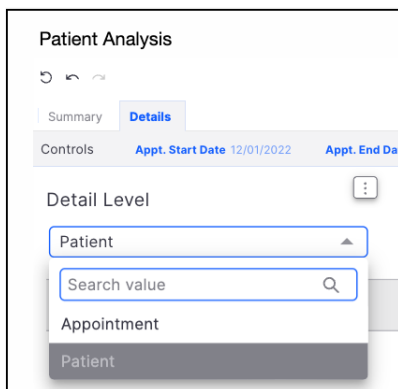 Patient Analysis
Summary Details
Controls Appt. Start Date 12/01/2022 Appt. End Da
Detail Level
Patient
Search value
Appointment
Patient